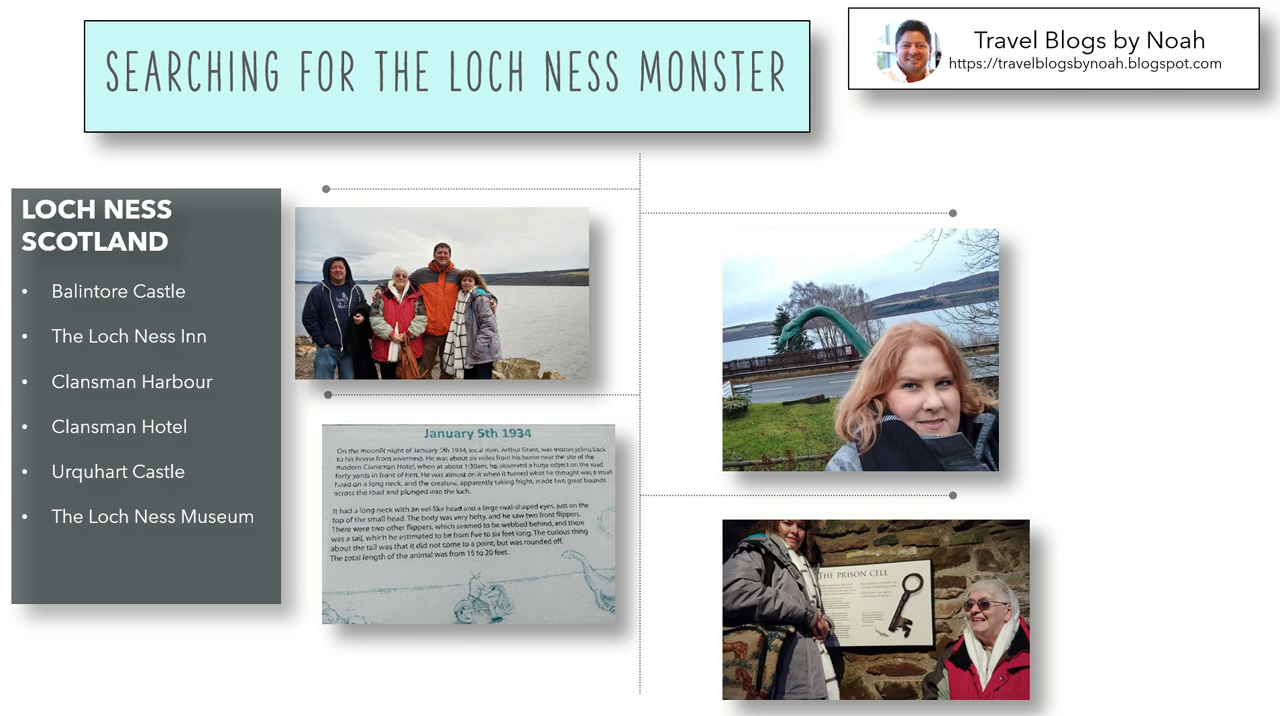 SEARCHING FOR THE LOCH NESS MONSTER
Travel Blogs by Noah
https://travelblogsbynoah.blogspot.com
LOCH NESS
SCOTLAND
• Balintore Castle
• The Loch Ness Inn
• Clansman Harbour
• Clansman Hotel
• Urquhart Castle
• The Loch Ness Museum
January 5th 1934
On the moonlit night of January 5th 1934, local man, Arthur Grant, was motorcycling back
to his home from Inverness. He was about six miles from his home near the site of the
modern Clansman Hotel, when at about 1:30am, he observed a huge object on the road
forty yards in front of him. He was almost on it when it turned what he thought was a small
head on a long neck, and the creature, apparently taking fright, made two great bounds
across the road and plunged into the loch.
It had a long neck with an eel-like head and a large oval-shaped eyes, just on the
top of the small head. The body was very hefty, and he saw two front flippers.
There were two other flippers, which seemed to be webbed behind, and there
was a tail, which he estimated to be from five to six feet long. The curious thing
about the tail was that it did not come to a point, but was rounded off.
The total length of the animal was from 15 to 20 feet.
THE PRISON CELL